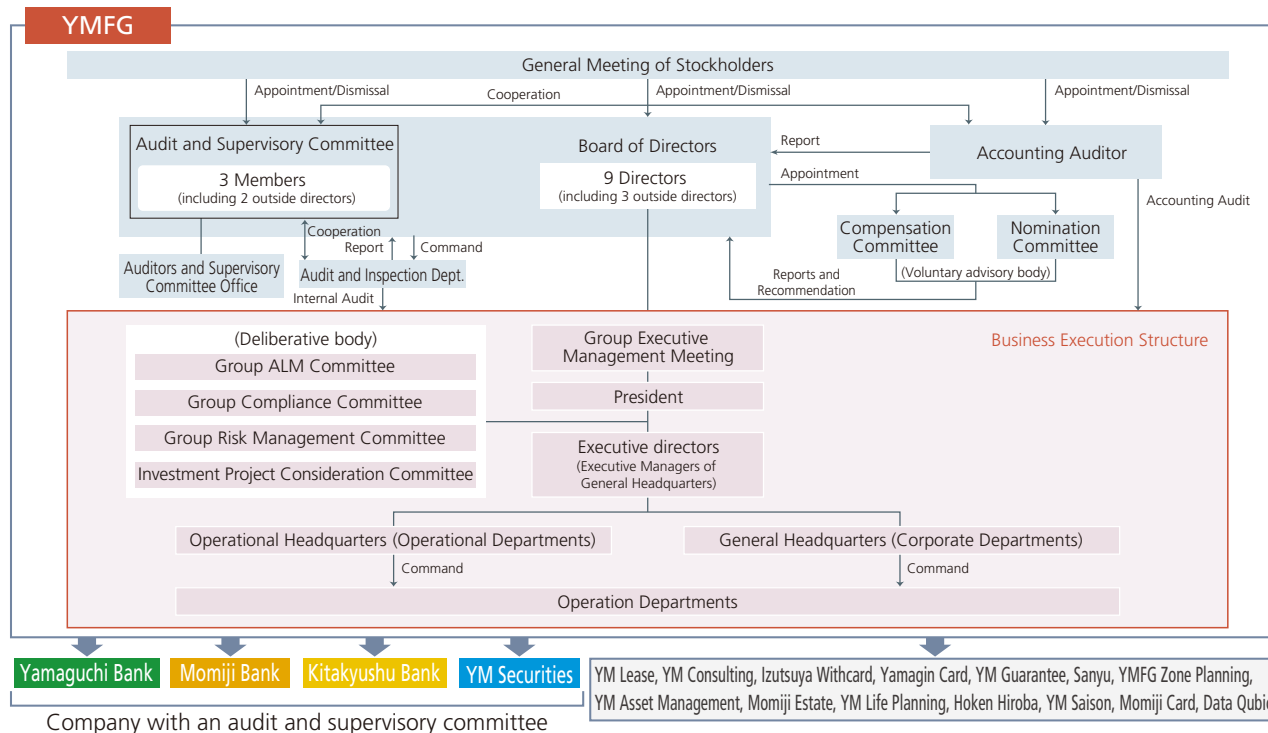 YMFG
General Meeting of Stockholders
Appointment/Dismissal
Cooperation
Appointment/Dismissal
Appointment/Dismissal
Audit and Supervisory Committee
3 Members
(including 2 outside directors)
Board of Directors
9 Directors
(including 3 outside directors)
Report
Accounting Auditor
Appointment
Accounting Audit
Compensation
Committee
Nomination
Committee
(Voluntary advisory body)
Reports and
Recommendation
Cooperation
Report
Command
Auditors and Supervisory
Committee Office
Audit and Inspection Dept.
Internal Audit
Business Execution Structure
(Deliberative body)
Group ALM Committee
Group Compliance Committee
Group Risk Management Committee
Investment Project Consideration Committee
Group Executive
Management Meeting
President
Executive directors
(Executive Managers of
General Headquarters)
Operational Headquarters (Operational Departments)
General Headquarters (Corporate Departments)
Command
Command
Operation Departments
Yamaguchi Bank
Momiji Bank
Kitakyushu Bank
YM Securities
Company with an audit and supervisory committee
YM Lease, YM Consulting, Izutsuya Withcard, Yamagin Card, YM Guarantee, Sanyu, YMFG Zone Planning,
YM Asset Management, Momiji Estate, YM Life Planning, Hoken Hiroba, YM Saison, Momiji Card, Data Qubic